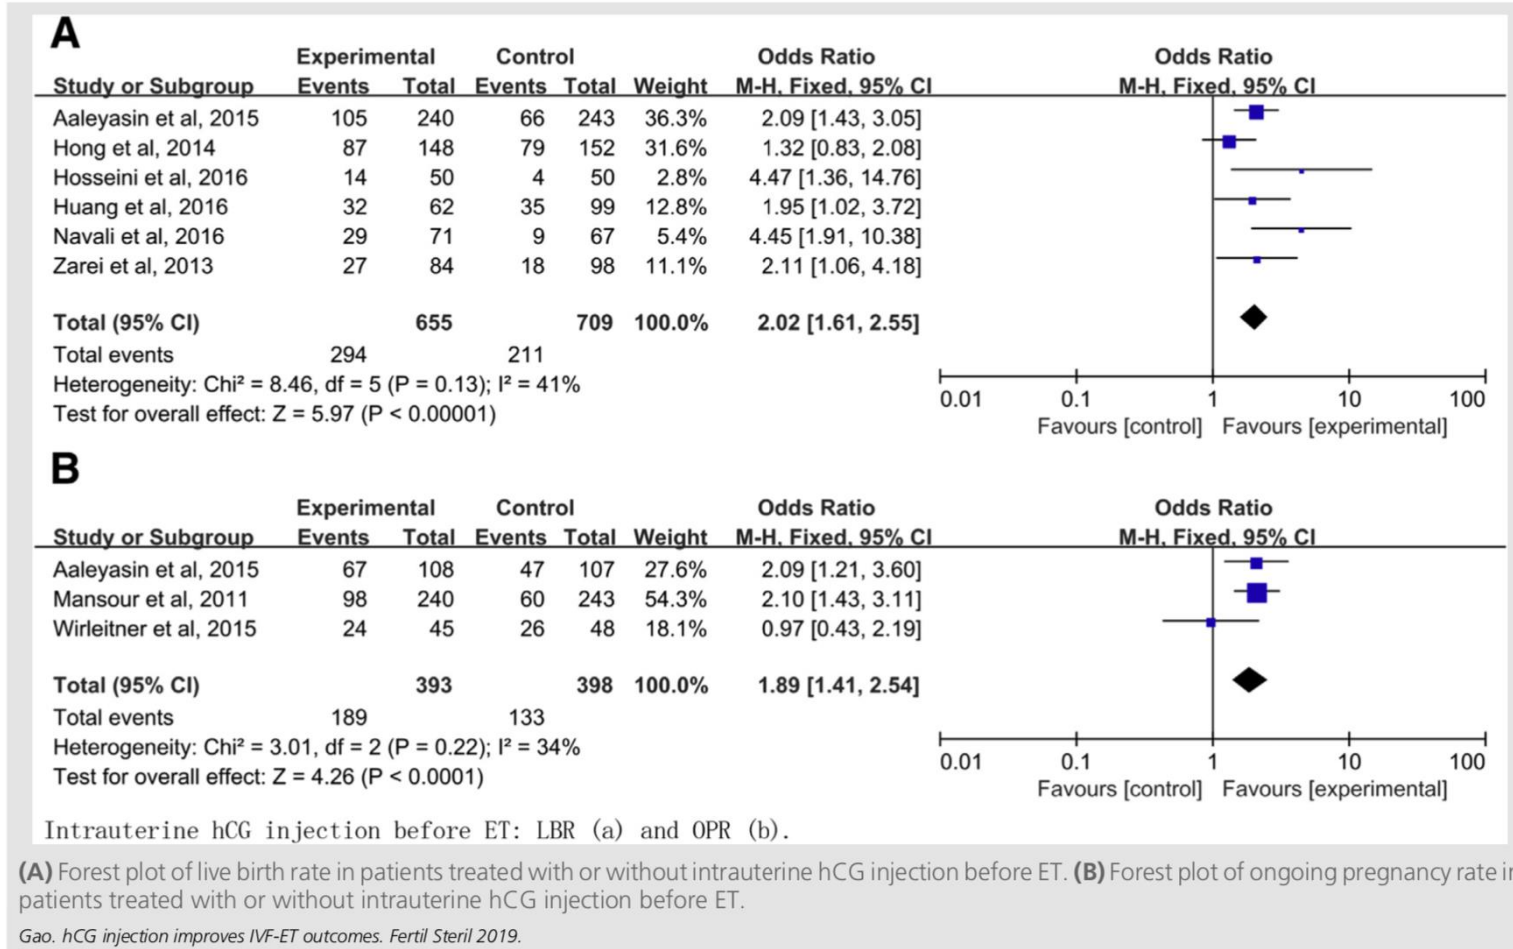 A
Experimental Control Odds Ratio Odds Ratio
Study or Subgroup Events Total Events Total Weight M-H, Fixed, 95% CI M-H, Fixed, 95% CI
Aaleyasin et al, 2015 105 240 66 243 36.3% 2.09 [1.43, 3.05]
Hong et al, 2014 87 148 79 152 31.6% 1.32 [0.83, 2.08]
Hosseini et al, 2016 14 50 4 50 2.8% 4.47 [1.36, 14.76]
Huang et al, 2016 32 62 35 99 12.8% 1.95 [1.02, 3.72]
Navali et al, 2016 29 71 9 67 5.4% 4.45 [1.91, 10.38]
Zarei et al, 2013 27 84 18 98 11.1% 2.11 [1.06, 4.18]
Total (95% CI) 655 709 100.0% 2.02 [1.61, 2.55]
Total events 294 211
Heterogeneity: Chi² = 8.46, df = 5 (P = 0.13); I² = 41%
Test for overall effect: Z = 5.97 (P < 0.00001)
0.01 0.1 1 10 100
Favours [control] Favours [experimental]
B
Experimental Control Odds Ratio Odds Ratio
Study or Subgroup Events Total Events Total Weight M-H, Fixed, 95% CI M-H, Fixed, 95% CI
Aaleyasin et al, 2015 67 108 47 107 27.6% 2.09 [1.21, 3.60]
Mansour et al, 2011 98 240 60 243 54.3% 2.10 [1.43, 3.11]
Wirleitner et al, 2015 24 45 26 48 18.1% 0.97 [0.43, 2.19]
Total (95% CI) 393 398 100.0% 1.89 [1.41, 2.54]
Total events 189 133
Heterogeneity: Chi² = 3.01, df = 2 (P = 0.22); I² = 34%
Test for overall effect: Z = 4.26 (P < 0.0001)
0.01 0.1 1 10 100
Favours [control] Favours [experimental]
Intrauterine hCG injection before ET: LBR (a) and OPR (b).
(A) Forest plot of live birth rate in patients treated with or without intrauterine hCG injection before ET. (B) Forest plot of ongoing pregnancy rate in
patients treated with or without intrauterine hCG injection before ET.
Gao. hCG injection improves IVF-ET outcomes. Fertil Steril 2019.